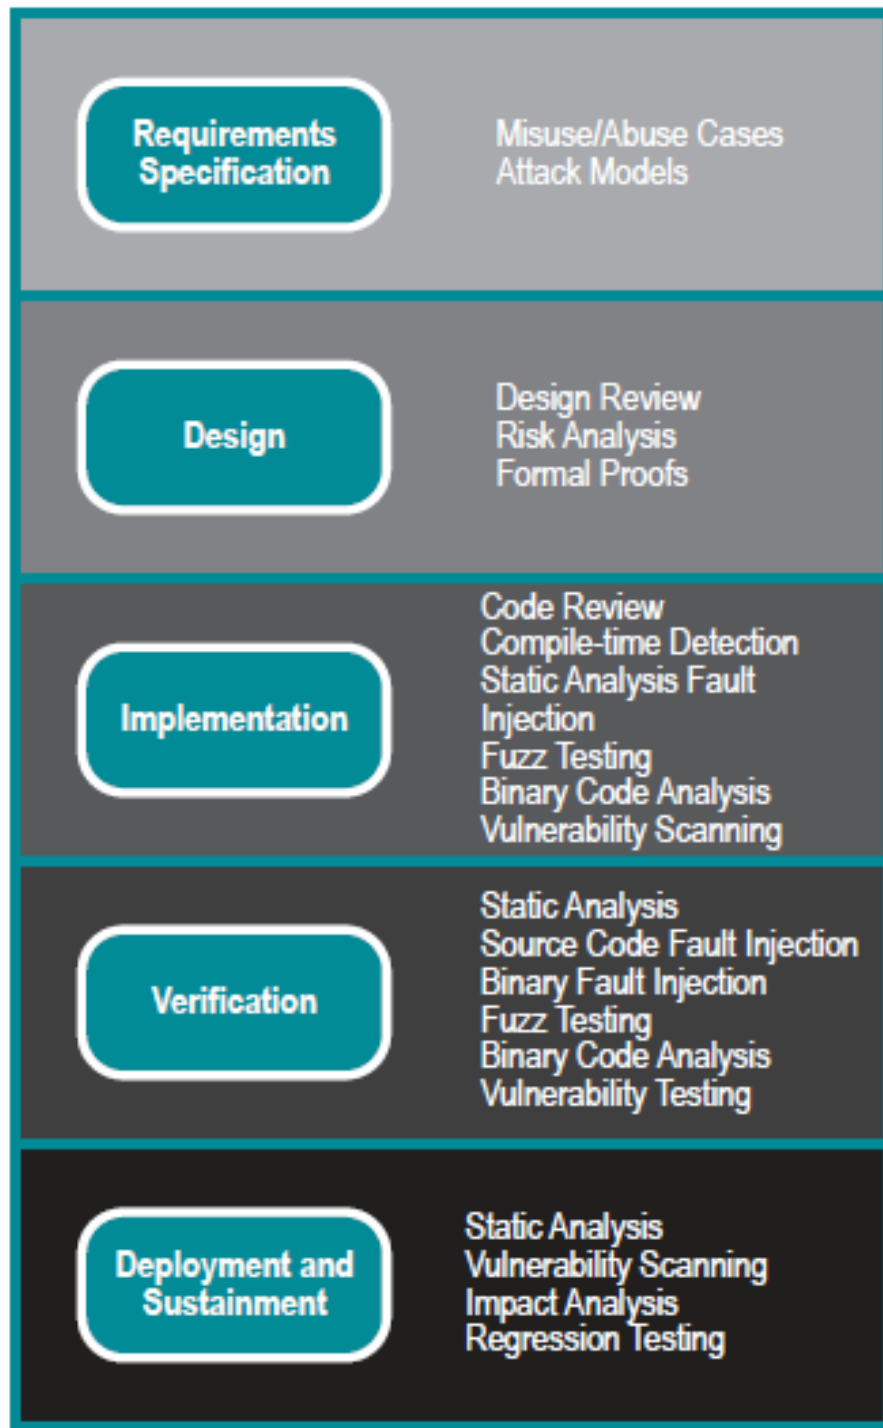 Requirements
Specification
Misuse/Abuse Cases
Attack Models
Design
Design Review
Risk Analysis
Formal Proofs
Implementation
Code Review
Compile-time Detection
Static Analysis Fault
Injection
Fuzz Testing
Binary Code Analysis
Vulnerability Scanning
Verification
Static Analysis
Source Code Fault Injection
Binary Fault Injection
Fuzz Testing
Binary Code Analysis
Vulnerability Testing
Deployment and
Sustainment
Static Analysis
Vulnerability Scanning
Impact Analysis
Regression Testing